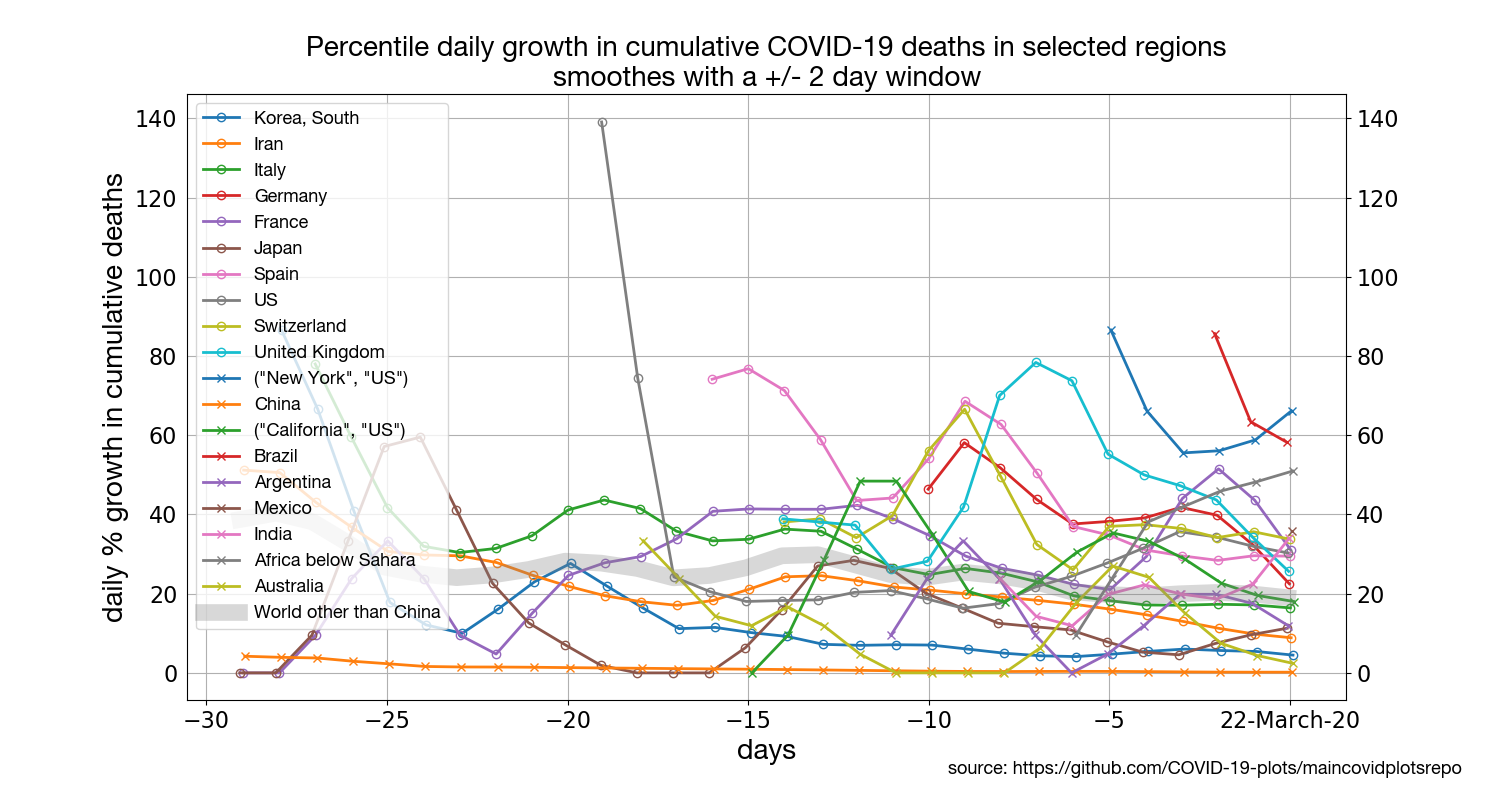 Percentile daily growth in cumulative COVID-19 deaths in selected regions
smoothes with a +/- 2 day window
daily % growth in cumulative deaths
140
120
100
80
60
40
20
0
Korea, South
Iran
Italy
Germany
France
Japan
Spain
US
Switzerland
United Kingdom
("New York", "US")
China
("California", "US")
Brazil
Argentina
Mexico
India
Africa below Sahara
Australia
World other than China
140
120
100
80
60
40
20
0
−30 −25 −20 −15 −10 −5 22-March-20
days
source: https://github.com/COVID-19-plots/maincovidplotsrepo